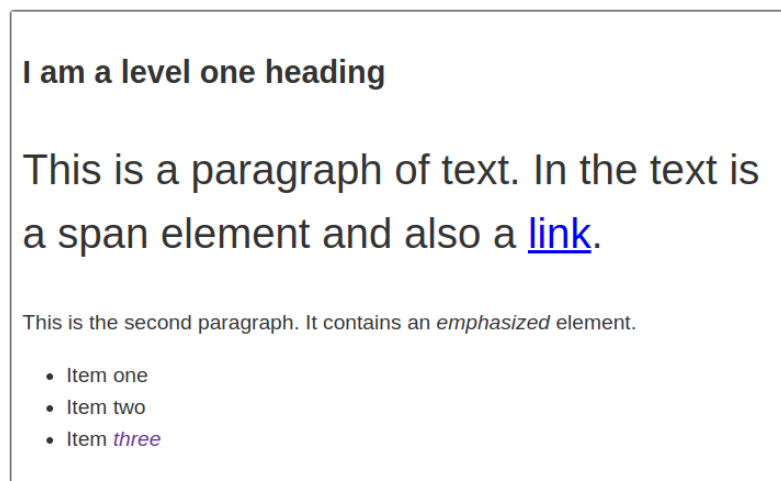 I am a level one heading
This is a paragraph of text. In the text is
a span element and also a link.
This is the second paragraph. It contains an emphasized element.
• Item one
• Item two
• Item three